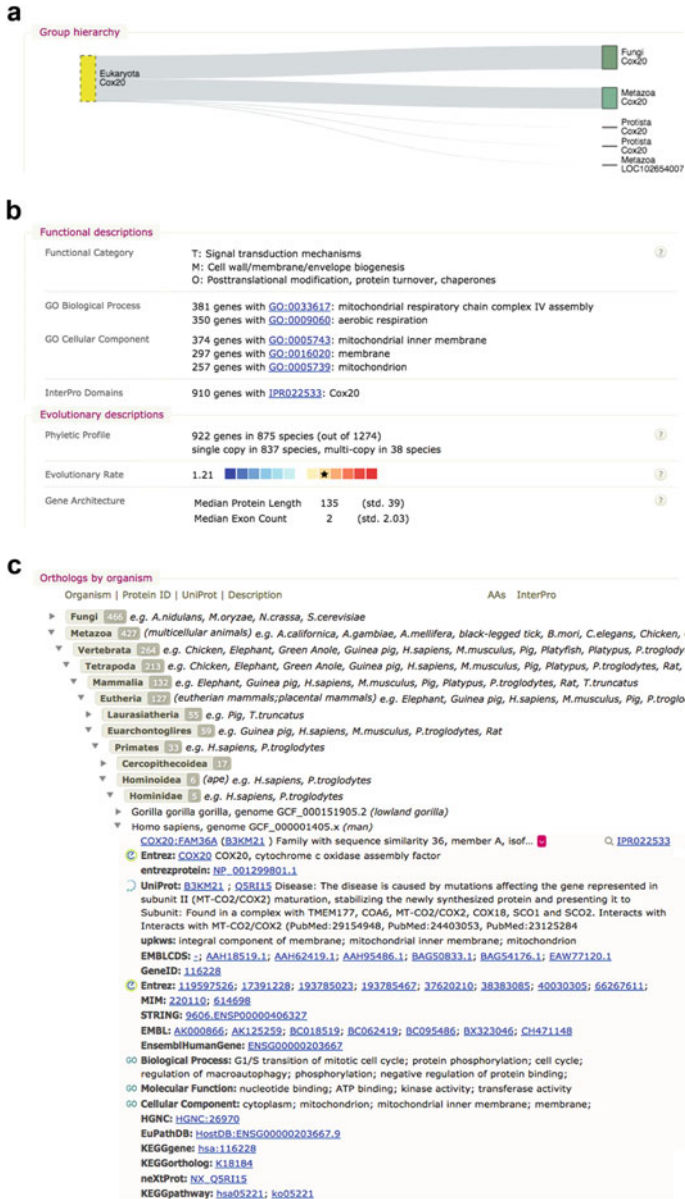 a
Group hierarchy
Eukaryota
Cox20
Fungi
Cox20
Metazoa
Cox20
Protista
Cox20
Protista
Cox20
Metazoa
LOC102654007
b
Functional descriptions
Functional Category T: Signal transduction mechanisms ?
M: Cell wall/membrane/envelope biogenesis
O: Posttranslational modification, protein turnover, chaperones
GO Biological Process 381 genes with GO:0033617: mitochondrial respiratory chain complex IV assembly
350 genes with GO:0009060: aerobic respiration
GO Cellular Component 374 genes with GO:0005743: mitochondrial inner membrane
297 genes with GO:0016020: membrane
257 genes with GO:0005739: mitochondrion
InterPro Domains 910 genes with IPR022533: Cox20
Evolutionary descriptions
Phyletic Profile 922 genes in 875 species (out of 1274) ?
single copy in 837 species, multi-copy in 38 species
Evolutionary Rate 1.21 ?
Gene Architecture Median Protein Length 135 (std. 39) ?
Median Exon Count 2 (std. 2.03)
c
Orthologs by organism
Organism | Protein ID | UniProt | Description AAs InterPro
Fungi 466 e.g. A.nidulans, M.oryzae, N.crassa, S.cerevisiae
Metazoa 427 (multicellular animals) e.g. A.californica, A.gambiae, A.mellifera, black-legged tick, B.mori, C.elegans, Chicken,
Vertebrata 264 e.g. Chicken, Elephant, Green Anole, Guinea pig, H.sapiens, M.musculus, Pig, Platyfish, Platypus, P.troglody
Tetrapoda 213 e.g. Chicken, Elephant, Green Anole, Guinea pig, H.sapiens, M.musculus, Pig, Platypus, P.troglodytes, Rat,
Mammalia 132 e.g. Elephant, Guinea pig, H.sapiens, M.musculus, Pig, Platypus, P.troglodytes, Rat, T.truncatus
Eutheria 127 (eutherian mammals;placental mammals) e.g. Elephant, Guinea pig, H.sapiens, M.musculus, Pig, P.troglo
Laurasiatheria 55 e.g. Pig, T.truncatus
Euarchontoglires 59 e.g. Guinea pig, H.sapiens, M.musculus, P.troglodytes, Rat
Primates 33 e.g. H.sapiens, P.troglodytes
Cercopithecoidea 17
Hominoidea 6 (ape) e.g. H.sapiens, P.troglodytes
Hominidae 5 e.g. H.sapiens, P.troglodytes
Gorilla gorilla gorilla, genome GCF_000151905.2 (lowland gorilla)
Homo sapiens, genome GCF_000001405.x (man)
COX20;FAM36A (B3KM21 ) Family with sequence similarity 36, member A, isof... IPR022533
Entrez: COX20 COX20, cytochrome c oxidase assembly factor
entrezprotein: NP_001299801.1
UniProt: B3KM21 ; Q5RI15 Disease: The disease is caused by mutations affecting the gene represented in
subunit II (MT-CO2/COX2) maturation, stabilizing the newly synthesized protein and presenting it to
Subunit: Found in a complex with TMEM177, COA6, MT-CO2/COX2, COX18, SCO1 and SCO2. Interacts with
Interacts with MT-CO2/COX2 (PubMed:29154948, PubMed:24403053, PubMed:23125284
upkws: integral component of membrane; mitochondrial inner membrane; mitochondrion
EMBLCDS: -; AAH18519.1; AAH62419.1; AAH95486.1; BAG50833.1; BAG54176.1; EAW77120.1
GeneID: 116228
Entrez: 119597526; 17391228; 193785023; 193785467; 37620210; 38383085; 40030305; 66267611;
MIM: 220110; 614698
STRING: 9606.ENSP00000406327
EMBL: AK000866; AK125259; BC018519; BC062419; BC095486; BX323046; CH471148
EnsemblHumanGene: ENSG00000203667
GO Biological Process: G1/S transition of mitotic cell cycle; protein phosphorylation; cell cycle;
regulation of macroautophagy; phosphorylation; negative regulation of protein binding;
GO Molecular Function: nucleotide binding; ATP binding; kinase activity; transferase activity
GO Cellular Component: cytoplasm; mitochondrion; mitochondrial inner membrane; membrane;
HGNC: HGNC:26970
EuPathDB: HostDB:ENSG00000203667.9
KEGGgene: hsa:116228
KEGGortholog: K18184
neXtProt: NX_Q5RI15
KEGGpathway: hsa05221; ko05221